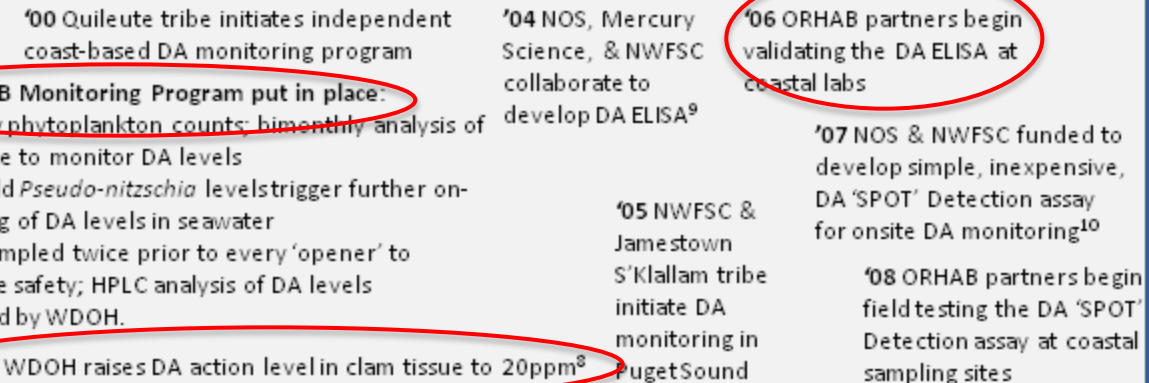 ‘00 Quileute tribe initiates independent
coast-based DA monitoring program
B Monitoring Program put in place:
phytoplankton counts; bimonthly analysis of
e to monitor DA levels
ld Pseudo-nitzschia levels trigger further on-
g of DA levels in seawater
mpled twice prior to every ‘opener’ to
e safety; HPLC analysis of DA levels
d by WDOH.
WDOH raises DA action level in clam tissue to 20ppm⁸
‘04 NOS, Mercury
Science, & NWFSC
collaborate to
develop DA ELISA⁹
‘05 NWFSC &
Jamestown
S’Klallam tribe
initiate DA
monitoring in
Puget Sound
‘06 ORHAB partners begin
validating the DA ELISA at
coastal labs
‘07 NOS & NWFSC funded to
develop simple, inexpensive,
DA ‘SPOT’ Detection assay
for onsite DA monitoring¹⁰
‘08 ORHAB partners begin
field testing the DA ‘SPOT’
Detection assay at coastal
sampling sites